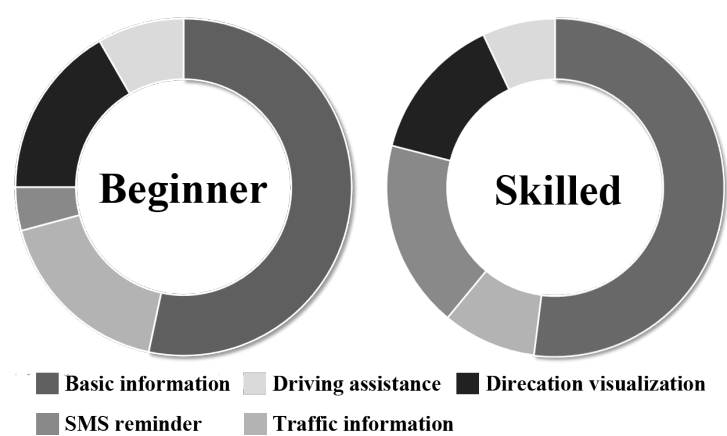 Beginner
Skilled
Basic information
Driving assistance
Direcation visualization
SMS reminder
Traffic information